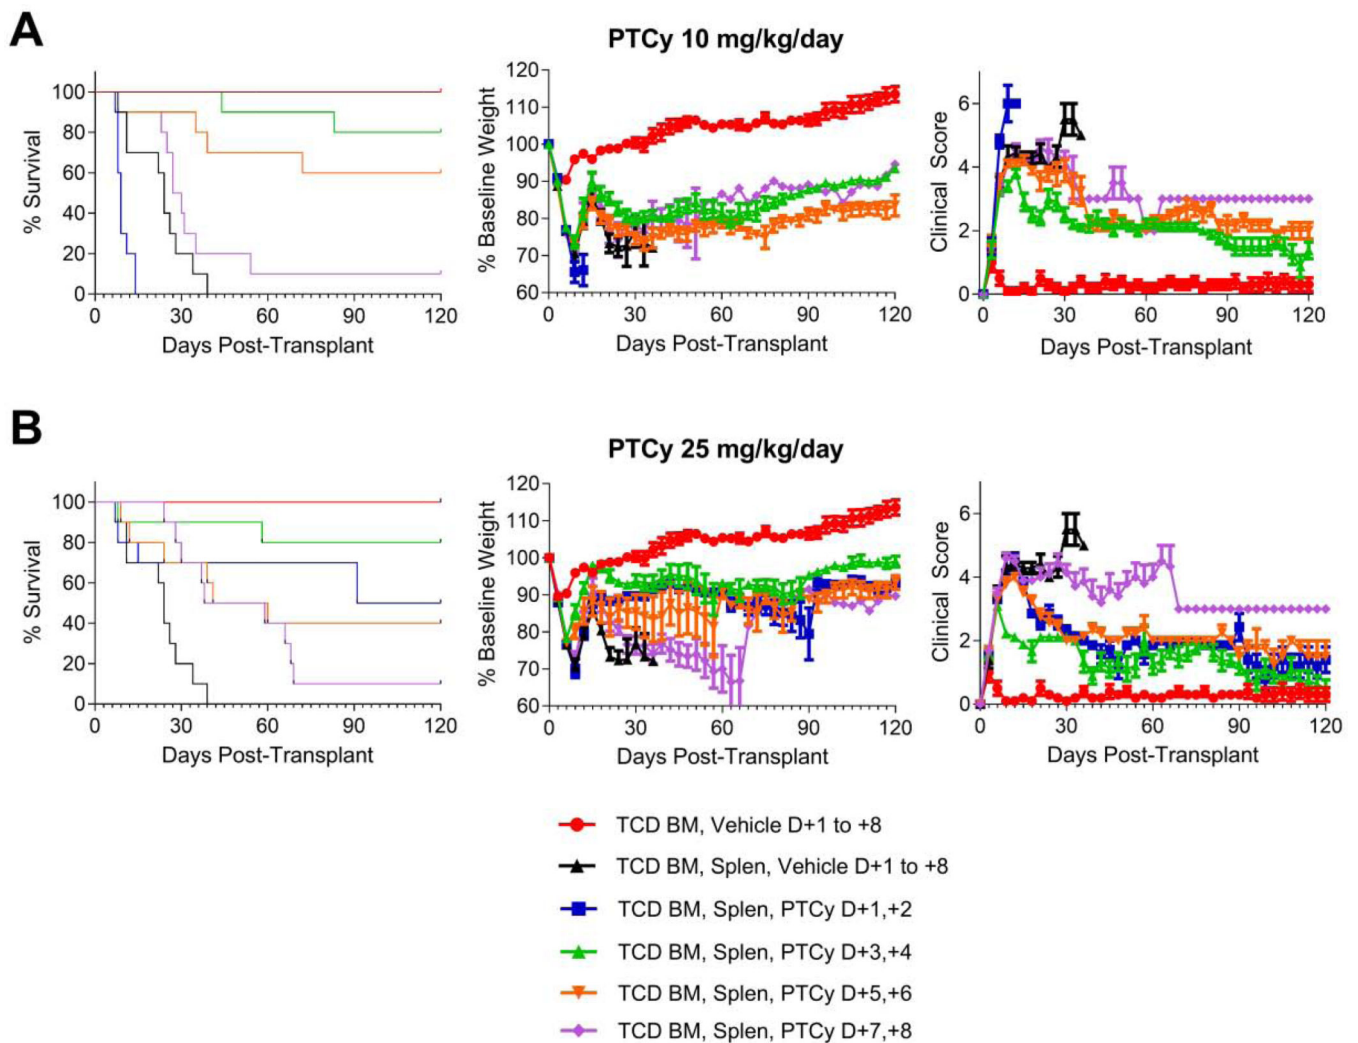 A
PTCy 10 mg/kg/day
% Survival
100
80
60
40
20
0
0 30 60 90 120
Days Post-Transplant
% Baseline Weight
120
110
100
90
80
70
60
0 30 60 90 120
Days Post-Transplant
Clinical Score
6
4
2
0
0 30 60 90 120
Days Post-Transplant
B
PTCy 25 mg/kg/day
% Survival
100
80
60
40
20
0
0 30 60 90 120
Days Post-Transplant
% Baseline Weight
120
110
100
90
80
70
60
0 30 60 90 120
Days Post-Transplant
Clinical Score
6
4
2
0
0 30 60 90 120
Days Post-Transplant
TCD BM, Vehicle D+1 to +8
TCD BM, Splen, Vehicle D+1 to +8
TCD BM, Splen, PTCy D+1,+2
TCD BM, Splen, PTCy D+3,+4
TCD BM, Splen, PTCy D+5,+6
TCD BM, Splen, PTCy D+7,+8